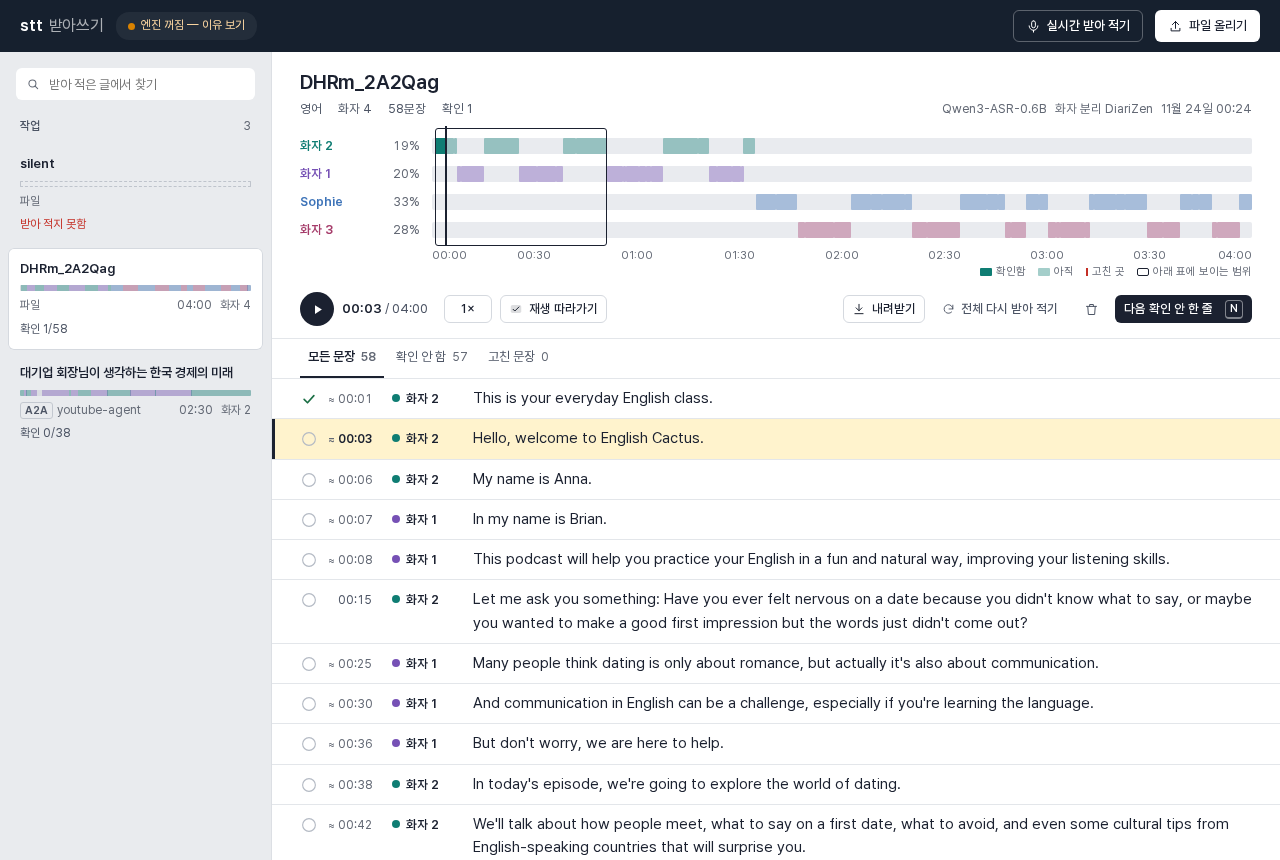 stt 받아쓰기
엔진 꺼짐 — 이유 보기
실시간 받아 적기
파일 올리기
받아 적은 글에서 찾기
작업 3
silent
파일
받아 적지 못함
DHRm_2A2Qag
파일 04:00 화자 4
확인 1/58
대기업 회장님이 생각하는 한국 경제의 미래
A2A youtube-agent 02:30 화자 2
확인 0/38
DHRm_2A2Qag
영어 화자 4 58문장 확인 1
Qwen3-ASR-0.6B 화자 분리 DiariZen 11월 24일 00:24
화자 2 19%
화자 1 20%
Sophie 33%
화자 3 28%
00:00 00:30 01:00 01:30 02:00 02:30 03:00 03:30 04:00
확인함 아직 고친 곳 아래 표에 보이는 범위
00:03 / 04:00 1× 재생 따라가기
내려받기 전체 다시 받아 적기 다음 확인 안 한 줄 N
모든 문장 58 확인 안 함 57 고친 문장 0
≈ 00:01 화자 2 This is your everyday English class.
≈ 00:03 화자 2 Hello, welcome to English Cactus.
≈ 00:06 화자 2 My name is Anna.
≈ 00:07 화자 1 In my name is Brian.
≈ 00:08 화자 1 This podcast will help you practice your English in a fun and natural way, improving your listening skills.
00:15 화자 2 Let me ask you something: Have you ever felt nervous on a date because you didn't know what to say, or maybe
you wanted to make a good first impression but the words just didn't come out?
≈ 00:25 화자 1 Many people think dating is only about romance, but actually it's also about communication.
≈ 00:30 화자 1 And communication in English can be a challenge, especially if you're learning the language.
≈ 00:36 화자 1 But don't worry, we are here to help.
≈ 00:38 화자 2 In today's episode, we're going to explore the world of dating.
≈ 00:42 화자 2 We'll talk about how people meet, what to say on a first date, what to avoid, and even some cultural tips from
English-speaking countries that will surprise you.